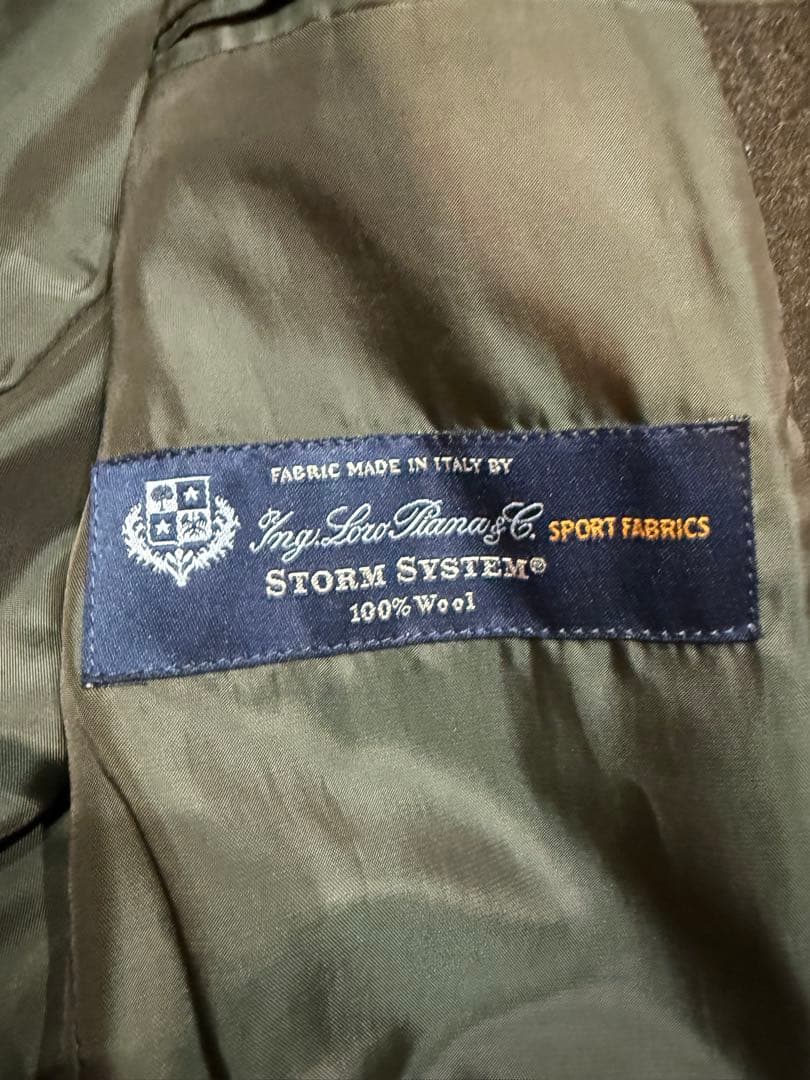 FABRIC MADE IN ITALY BY
Ing. Loro Piana & C. SPORT FABRICS
STORM SYSTEM®
100% Wool